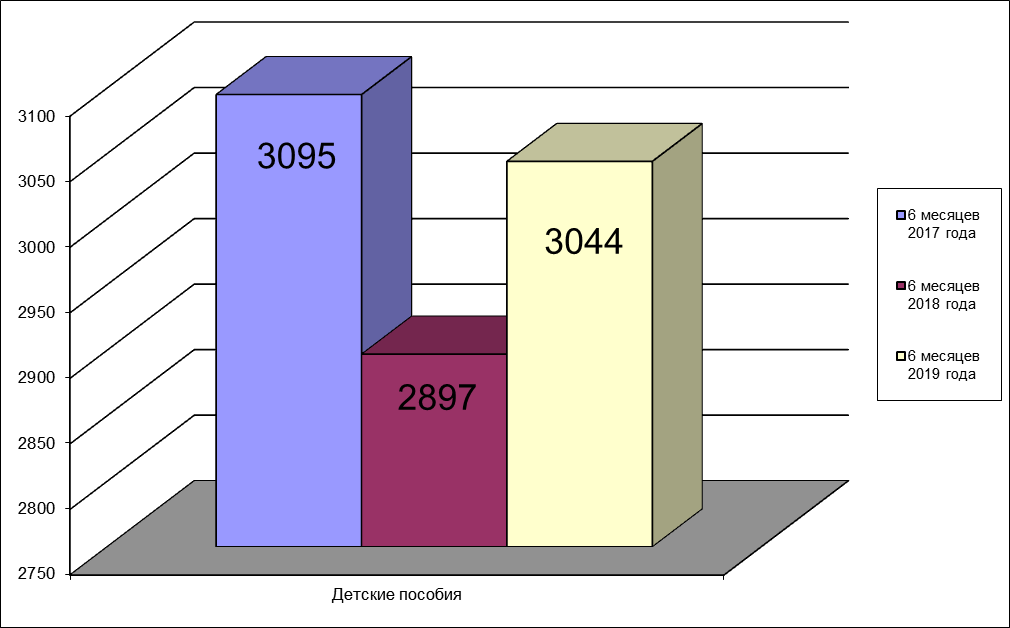 3100
3050
3000
2950
2900
2850
2800
2750
3095
2897
3044
Детские пособия
6 месяцев
2017 года
6 месяцев
2018 года
6 месяцев
2019 года